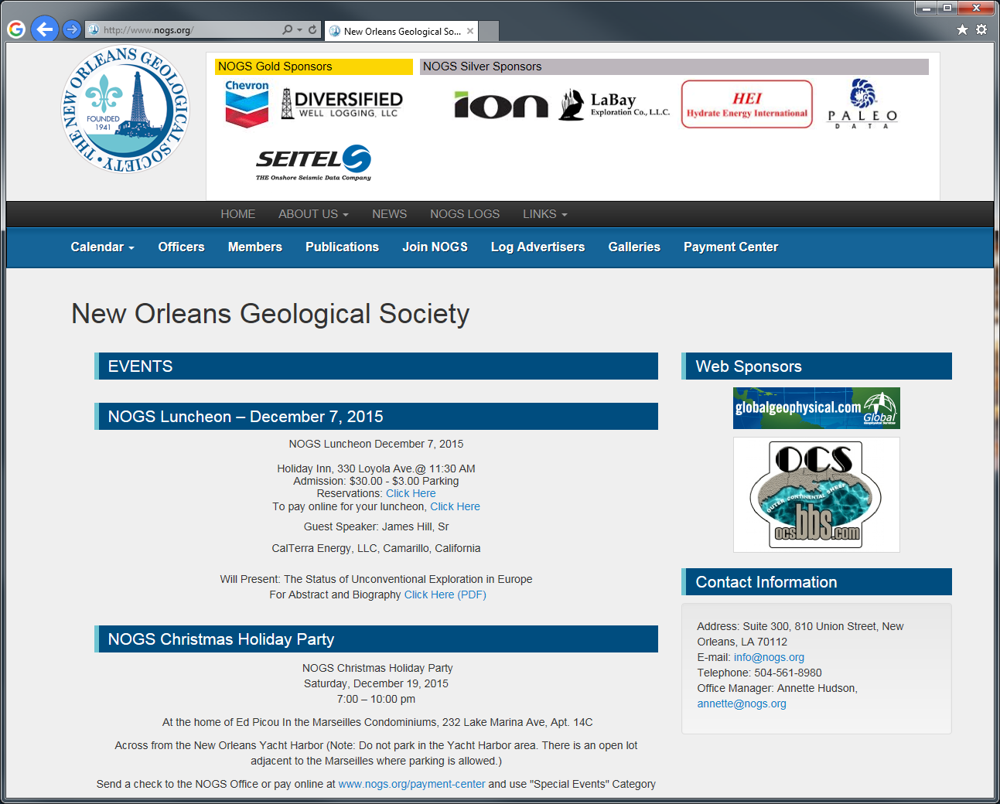 http://www.nogs.org/
New Orleans Geological So...
THE NEW ORLEANS GEOLOGICAL SOCIETY
FOUNDED
1941
NOGS Gold Sponsors
NOGS Silver Sponsors
Chevron
DIVERSIFIED
WELL LOGGING, LLC
ion
LaBay
Exploration Co., L.L.C.
HEI
Hydrate Energy International
PALEO
DATA
SEITEL
THE Onshore Seismic Data Company
HOME ABOUT US NEWS NOGS LOGS LINKS
Calendar Officers Members Publications Join NOGS Log Advertisers Galleries Payment Center
New Orleans Geological Society
EVENTS
NOGS Luncheon – December 7, 2015
NOGS Luncheon December 7, 2015
Holiday Inn, 330 Loyola Ave.@ 11:30 AM
Admission: $30.00 - $3.00 Parking
Reservations: Click Here
To pay online for your luncheon, Click Here
Guest Speaker: James Hill, Sr
CalTerra Energy, LLC, Camarillo, California
Will Present: The Status of Unconventional Exploration in Europe
For Abstract and Biography Click Here (PDF)
NOGS Christmas Holiday Party
NOGS Christmas Holiday Party
Saturday, December 19, 2015
7:00 – 10:00 pm
At the home of Ed Picou In the Marseilles Condominiums, 232 Lake Marina Ave, Apt. 14C
Across from the New Orleans Yacht Harbor (Note: Do not park in the Yacht Harbor area. There is an open lot
adjacent to the Marseilles where parking is allowed.)
Send a check to the NOGS Office or pay online at www.nogs.org/payment-center and use "Special Events" Category
Web Sponsors
globalgeophysical.com
Global
Geophysical Services
OCS
OUTER CONTINENTAL SHELF
ocsbbs.com
Contact Information
Address: Suite 300, 810 Union Street, New
Orleans, LA 70112
E-mail: info@nogs.org
Telephone: 504-561-8980
Office Manager: Annette Hudson,
annette@nogs.org